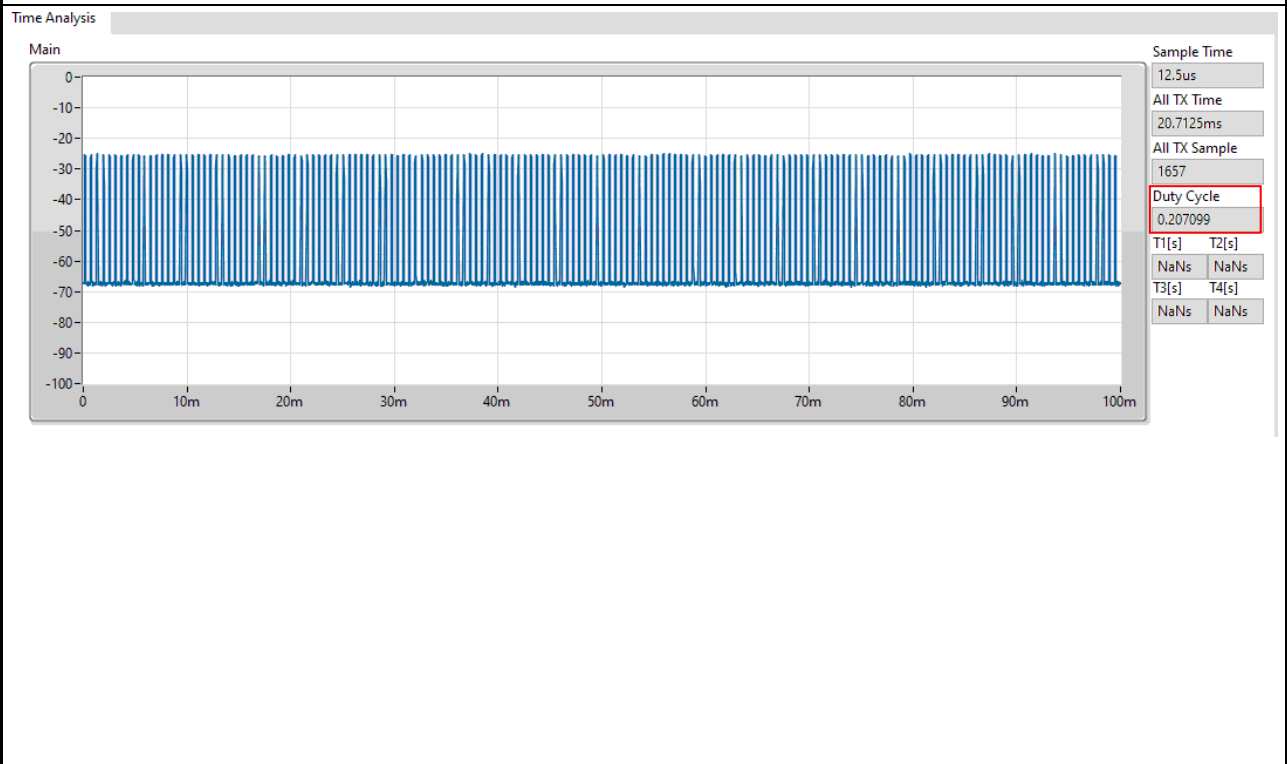 Time Analysis
Main
0
-10
-20
-30
-40
-50
-60
-70
-80
-90
-100
0 10m 20m 30m 40m 50m 60m 70m 80m 90m 100m
Sample Time
12.5us
All TX Time
20.7125ms
All TX Sample
1657
Duty Cycle
0.207099
T1[s] T2[s]
NaNs NaNs
T3[s] T4[s]
NaNs NaNs